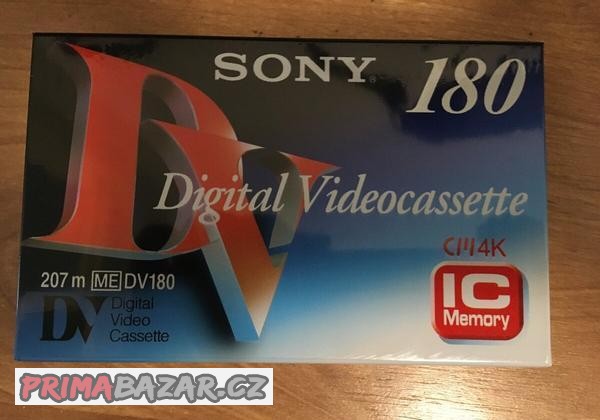 SONY
180
DV
Digital Videocassette
CM4K
IC
Memory
207 m ME DV180
DV
Digital
Video
Cassette
PRIMABAZAR.CZ